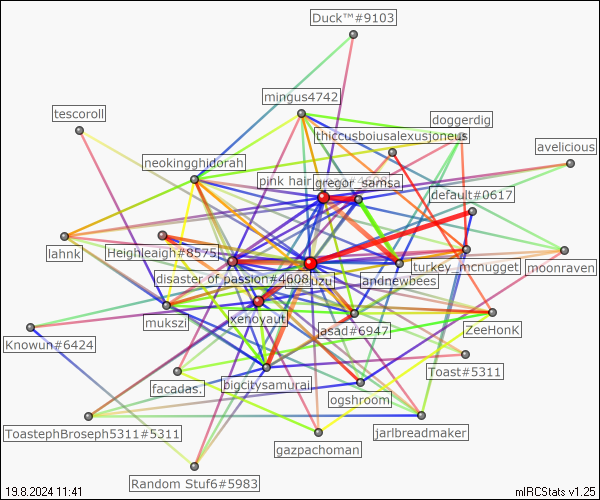 Duck™#9103
mingus4742
tescoroll
doggerdig
thiccusboiusalexusjoneus
avelicious
neokingghidorah
pink hair
gregor_samsa
default#0617
lahnk
Heighleaigh#8575
turkey_mcnugget
moonraven
disaster of passion#4608
uzu
andnewbees
mukszi
xenoyaut
asad#6947
ZeeHonK
Knowun#6424
Toast#5311
facadas.
bigcitysamurai
ogshroom
ToastephBroseph5311#5311
jarlbreadmaker
gazpachoman
Random Stuf6#5983
19.8.2024 11:41
mIRCStats v1.25